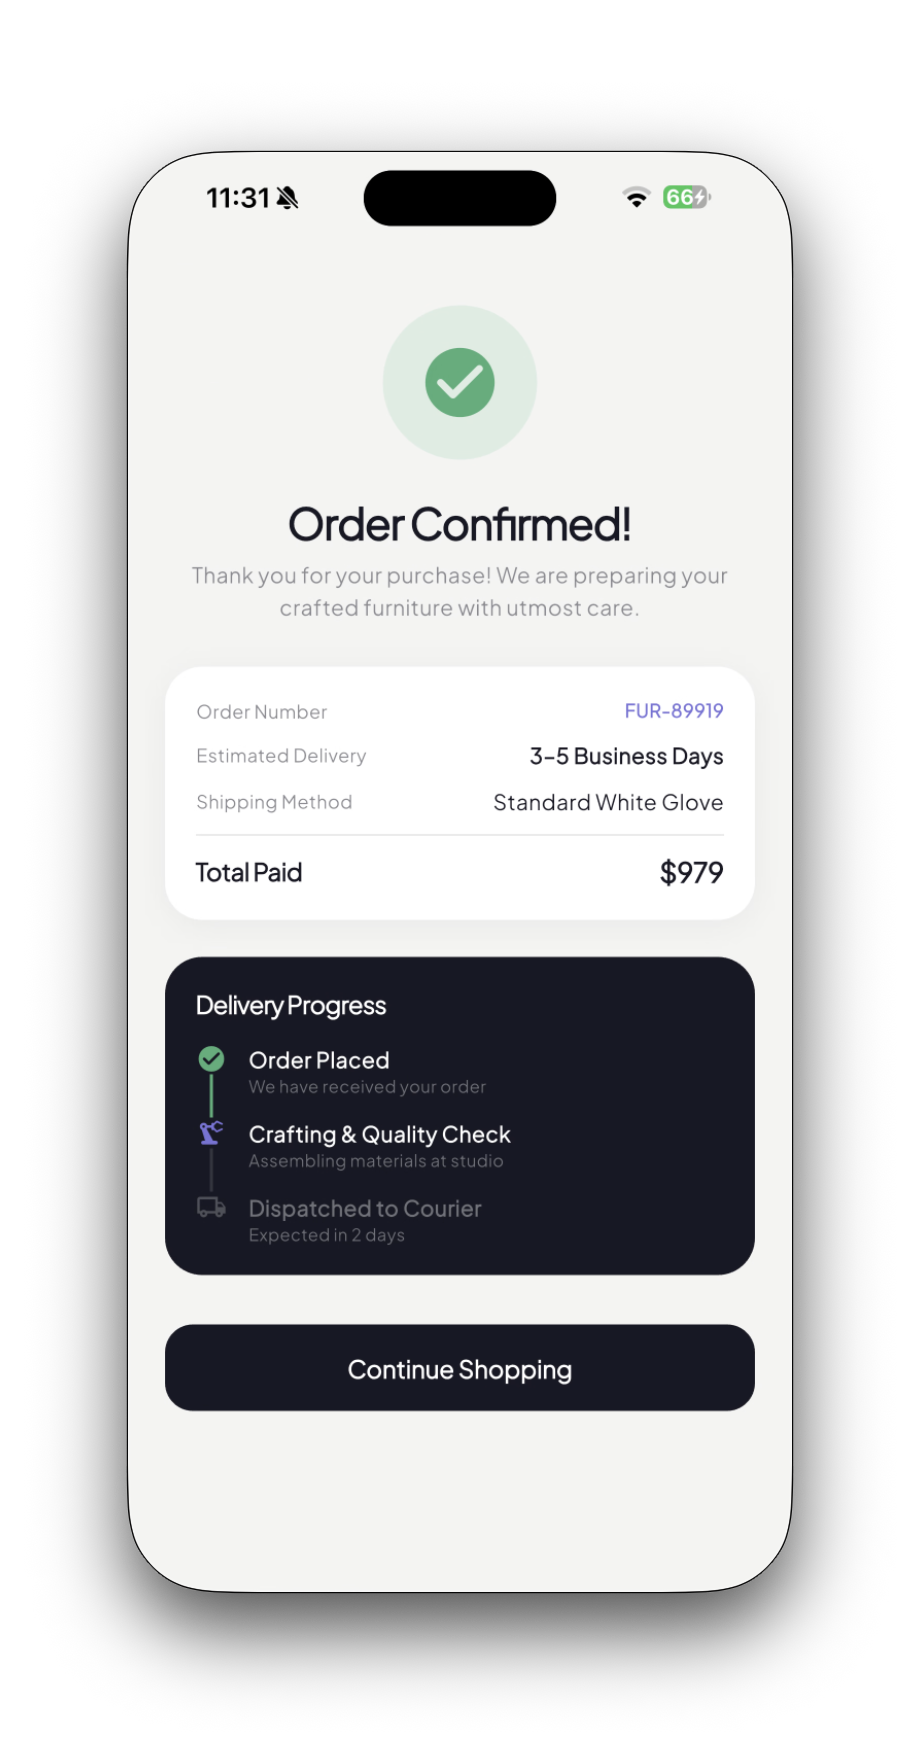 11:31
66
Order Confirmed!
Thank you for your purchase! We are preparing your
crafted furniture with utmost care.
Order Number FUR-89919
Estimated Delivery 3–5 Business Days
Shipping Method Standard White Glove
Total Paid $979
Delivery Progress
Order Placed
We have received your order
Crafting & Quality Check
Assembling materials at studio
Dispatched to Courier
Expected in 2 days
Continue Shopping